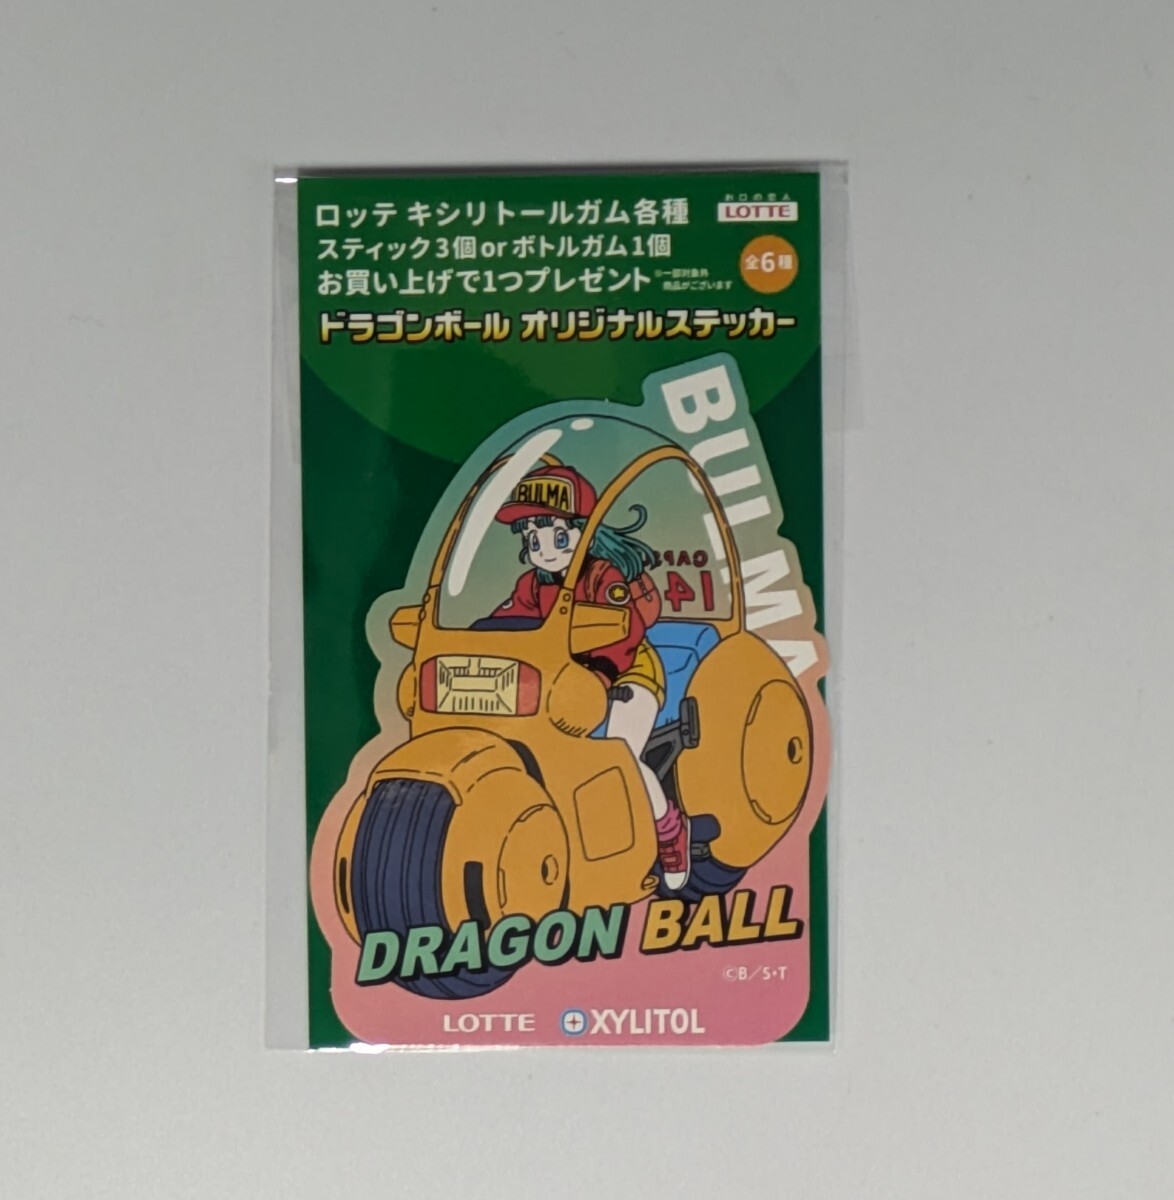 ロッテ キシリトールガム各種
お口の恋人
LOTTE
スティック3個orボトルガム1個
全6種
お買い上げで1つプレゼント ※一部対象外
商品がございます
ドラゴンボール オリジナルステッカー
BULMA
BULMA
CAPS
14
DRAGON BALL
©B/S・T
LOTTE XYLITOL